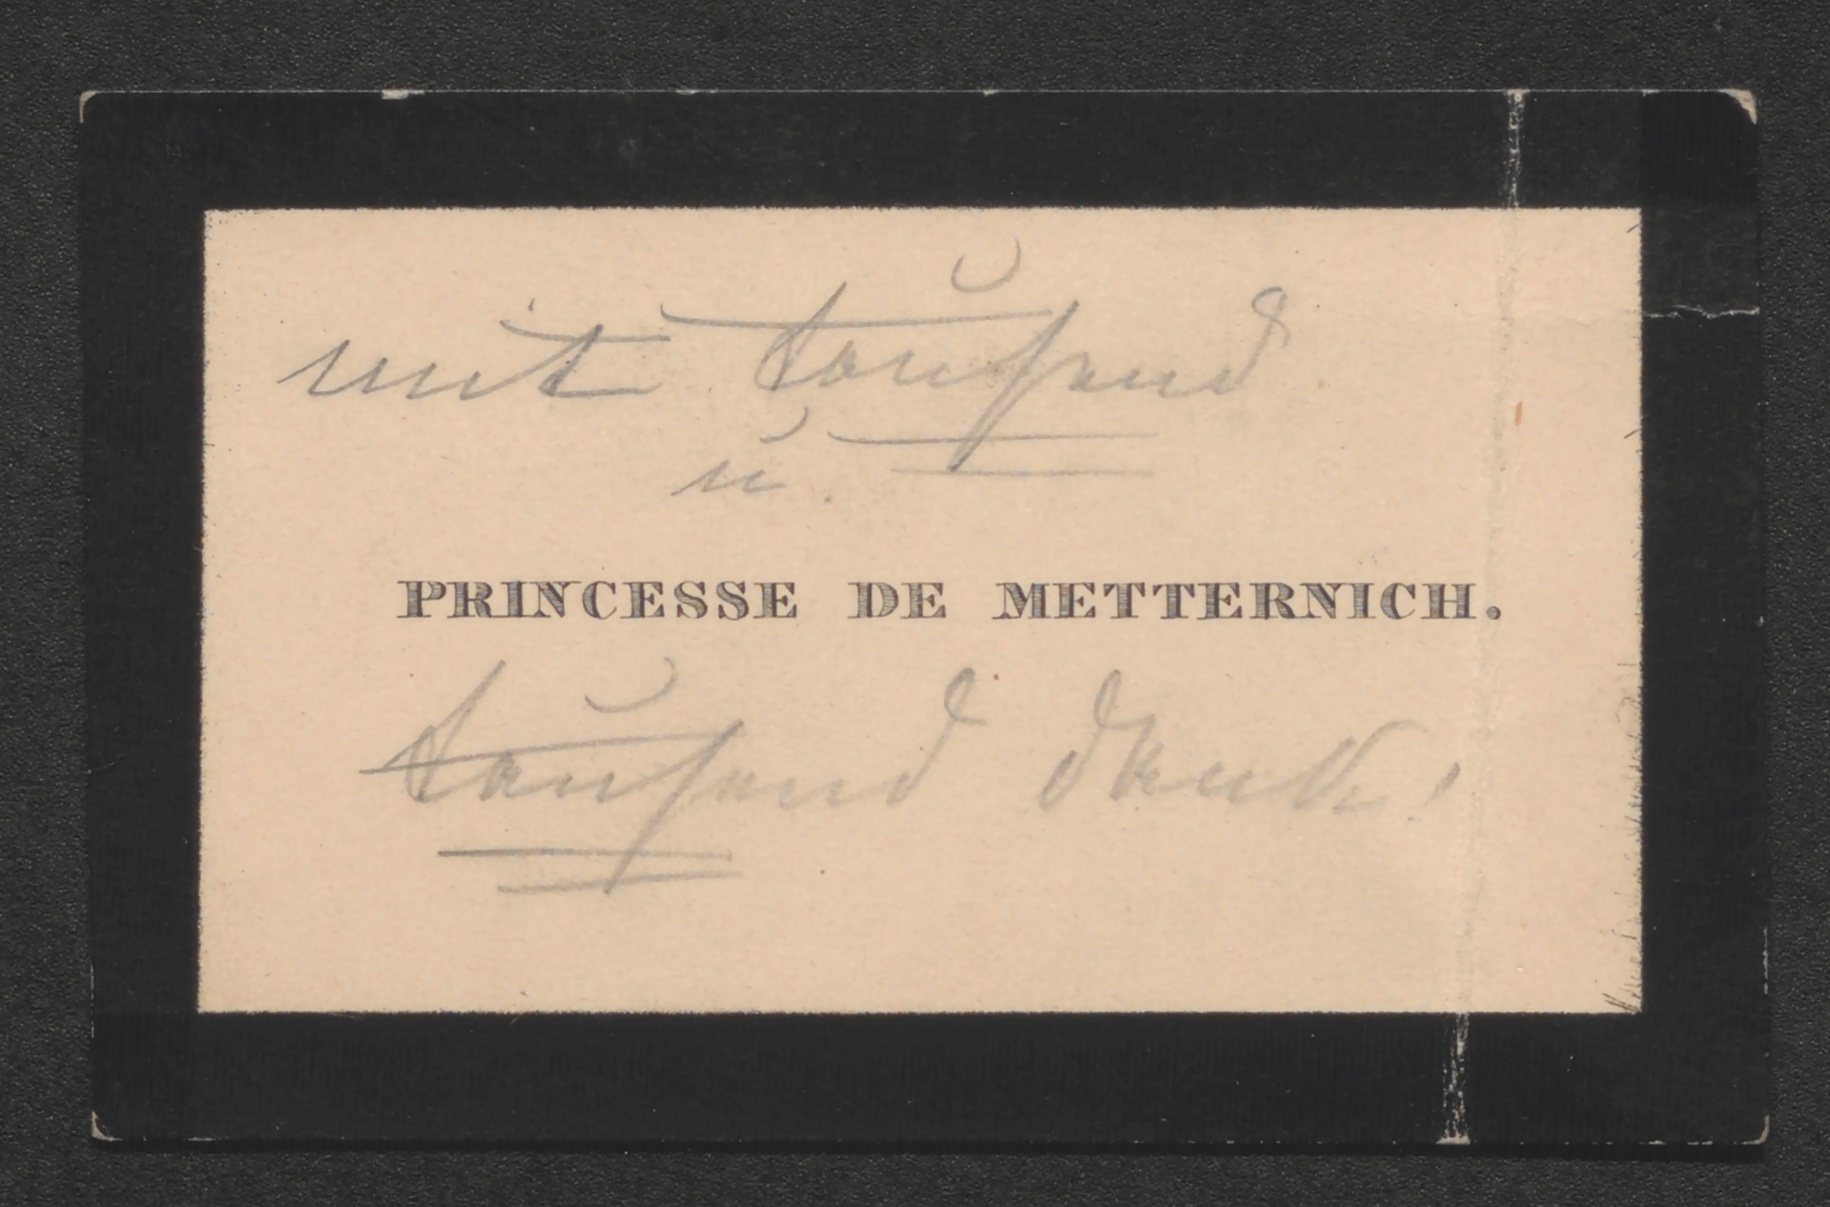 mit tausend
u.
PRINCESSE DE METTERNICH.
tausend dank!